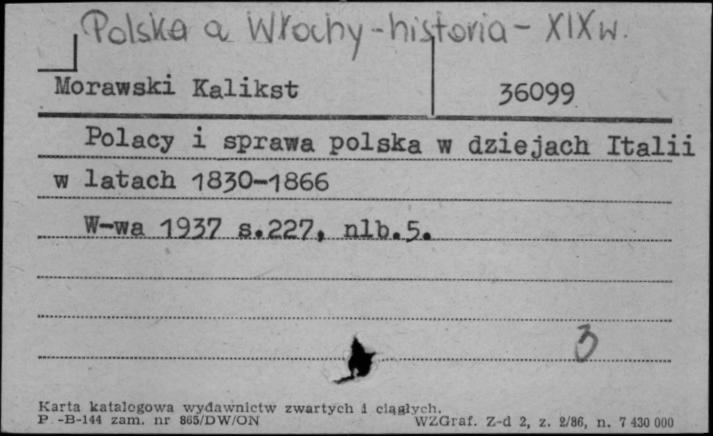 Polska a Włochy - historia - XIX w.
Morawski Kalikst 36099
Polacy i sprawa polska w dziejach Italii
w latach 1830-1866
W-wa 1937 s.227, nlb.5.
3
Karta katalogowa wydawnictw zwartych i ciągłych.
P -B-144 zam. nr 865/DW/ON WZGraf. Z-d 2, z. 2/86, n. 7 430 000